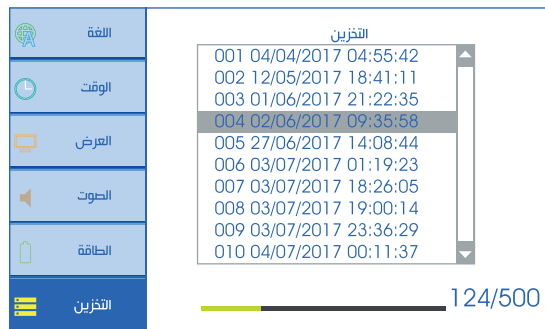 اللغة
الوقت
العرض
الصوت
الطاقة
التخزين
التخزين
001 04/04/2017 04:55:42
002 12/05/2017 18:41:11
003 01/06/2017 21:22:35
004 02/06/2017 09:35:58
005 27/06/2017 14:08:44
006 03/07/2017 01:19:23
007 03/07/2017 18:26:05
008 03/07/2017 19:00:14
009 03/07/2017 23:36:29
010 04/07/2017 00:11:37
124/500